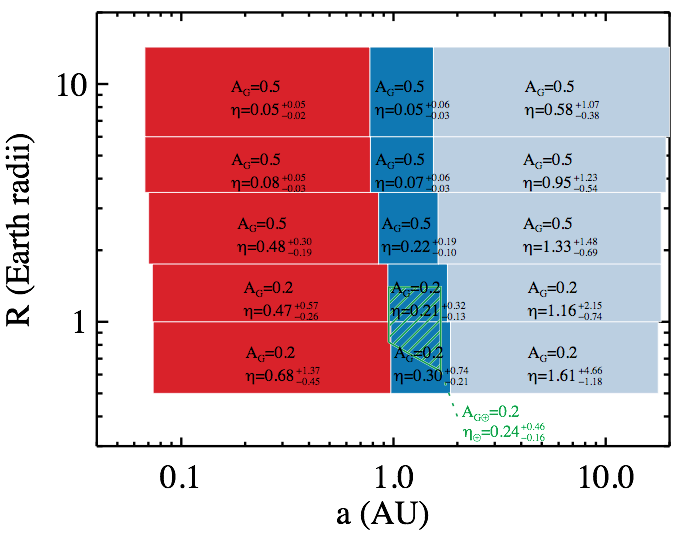 10
1
R (Earth radii)
A_G=0.5 A_G=0.5 A_G=0.5
η=0.05 +0.05 −0.02 η=0.05 +0.06 −0.03 η=0.58 +1.07 −0.38
A_G=0.5 A_G=0.5 A_G=0.5
η=0.08 +0.05 −0.03 η=0.07 +0.06 −0.03 η=0.95 +1.23 −0.54
A_G=0.5 A_G=0.5 A_G=0.5
η=0.48 +0.30 −0.19 η=0.22 +0.19 −0.10 η=1.33 +1.48 −0.69
A_G=0.2 A_G=0.2 A_G=0.2
η=0.47 +0.57 −0.26 η=0.21 +0.32 −0.13 η=1.16 +2.15 −0.74
A_G=0.2 A_G=0.2 A_G=0.2
η=0.68 +1.37 −0.45 η=0.30 +0.74 −0.21 η=1.61 +4.66 −1.18
A_G⊕=0.2
η_⊕=0.24 +0.46 −0.16
0.1 1.0 10.0
a (AU)